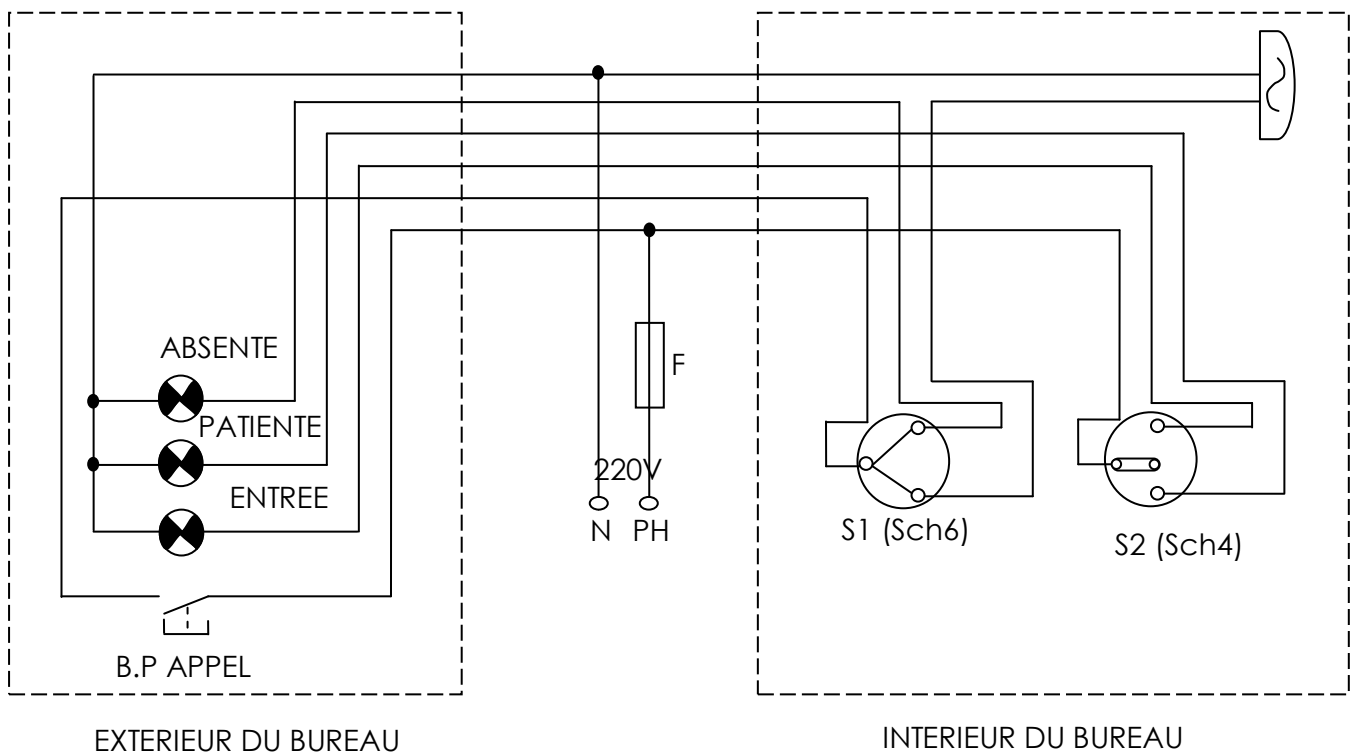 ABSENTE
PATIENTE
ENTREE
B.P APPEL
EXTERIEUR DU BUREAU
F
220V
N PH
S1 (Sch6)
S2 (Sch4)
INTERIEUR DU BUREAU